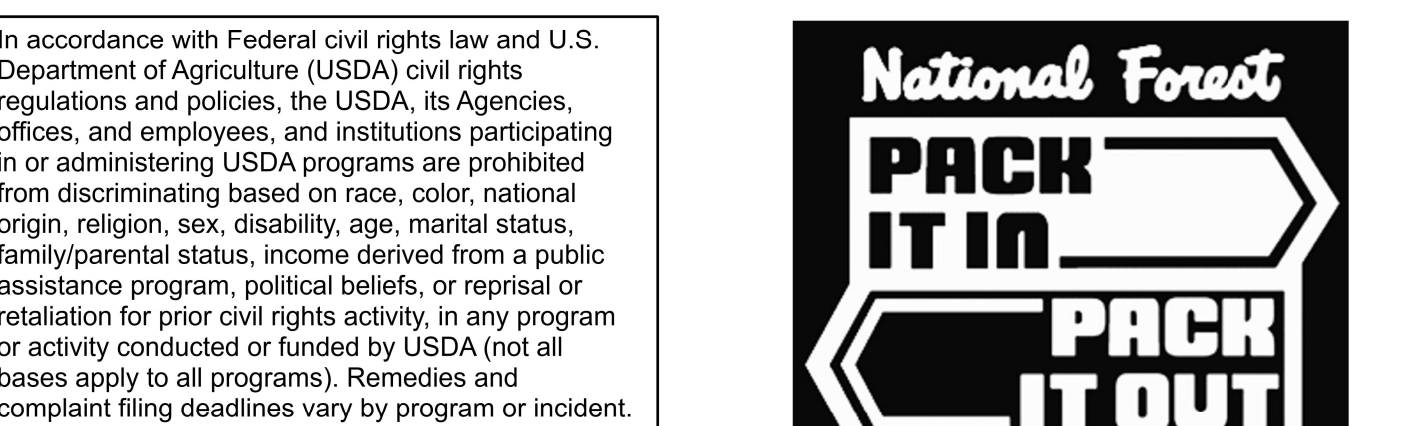 In accordance with Federal civil rights law and U.S.
Department of Agriculture (USDA) civil rights
regulations and policies, the USDA, its Agencies,
offices, and employees, and institutions participating
in or administering USDA programs are prohibited
from discriminating based on race, color, national
origin, religion, sex, disability, age, marital status,
family/parental status, income derived from a public
assistance program, political beliefs, or reprisal or
retaliation for prior civil rights activity, in any program
or activity conducted or funded by USDA (not all
bases apply to all programs). Remedies and
complaint filing deadlines vary by program or incident.
National Forest
PACK
IT IN
PACK
IT OUT